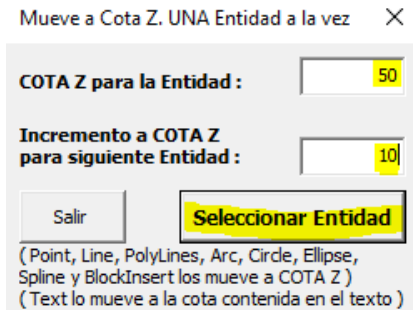 Mueve a Cota Z. UNA Entidad a la vez
COTA Z para la Entidad : 50
Incremento a COTA Z
para siguiente Entidad : 10
Salir Seleccionar Entidad
( Point, Line, PolyLines, Arc, Circle, Ellipse,
Spline y BlockInsert los mueve a COTA Z )
( Text lo mueve a la cota contenida en el texto )